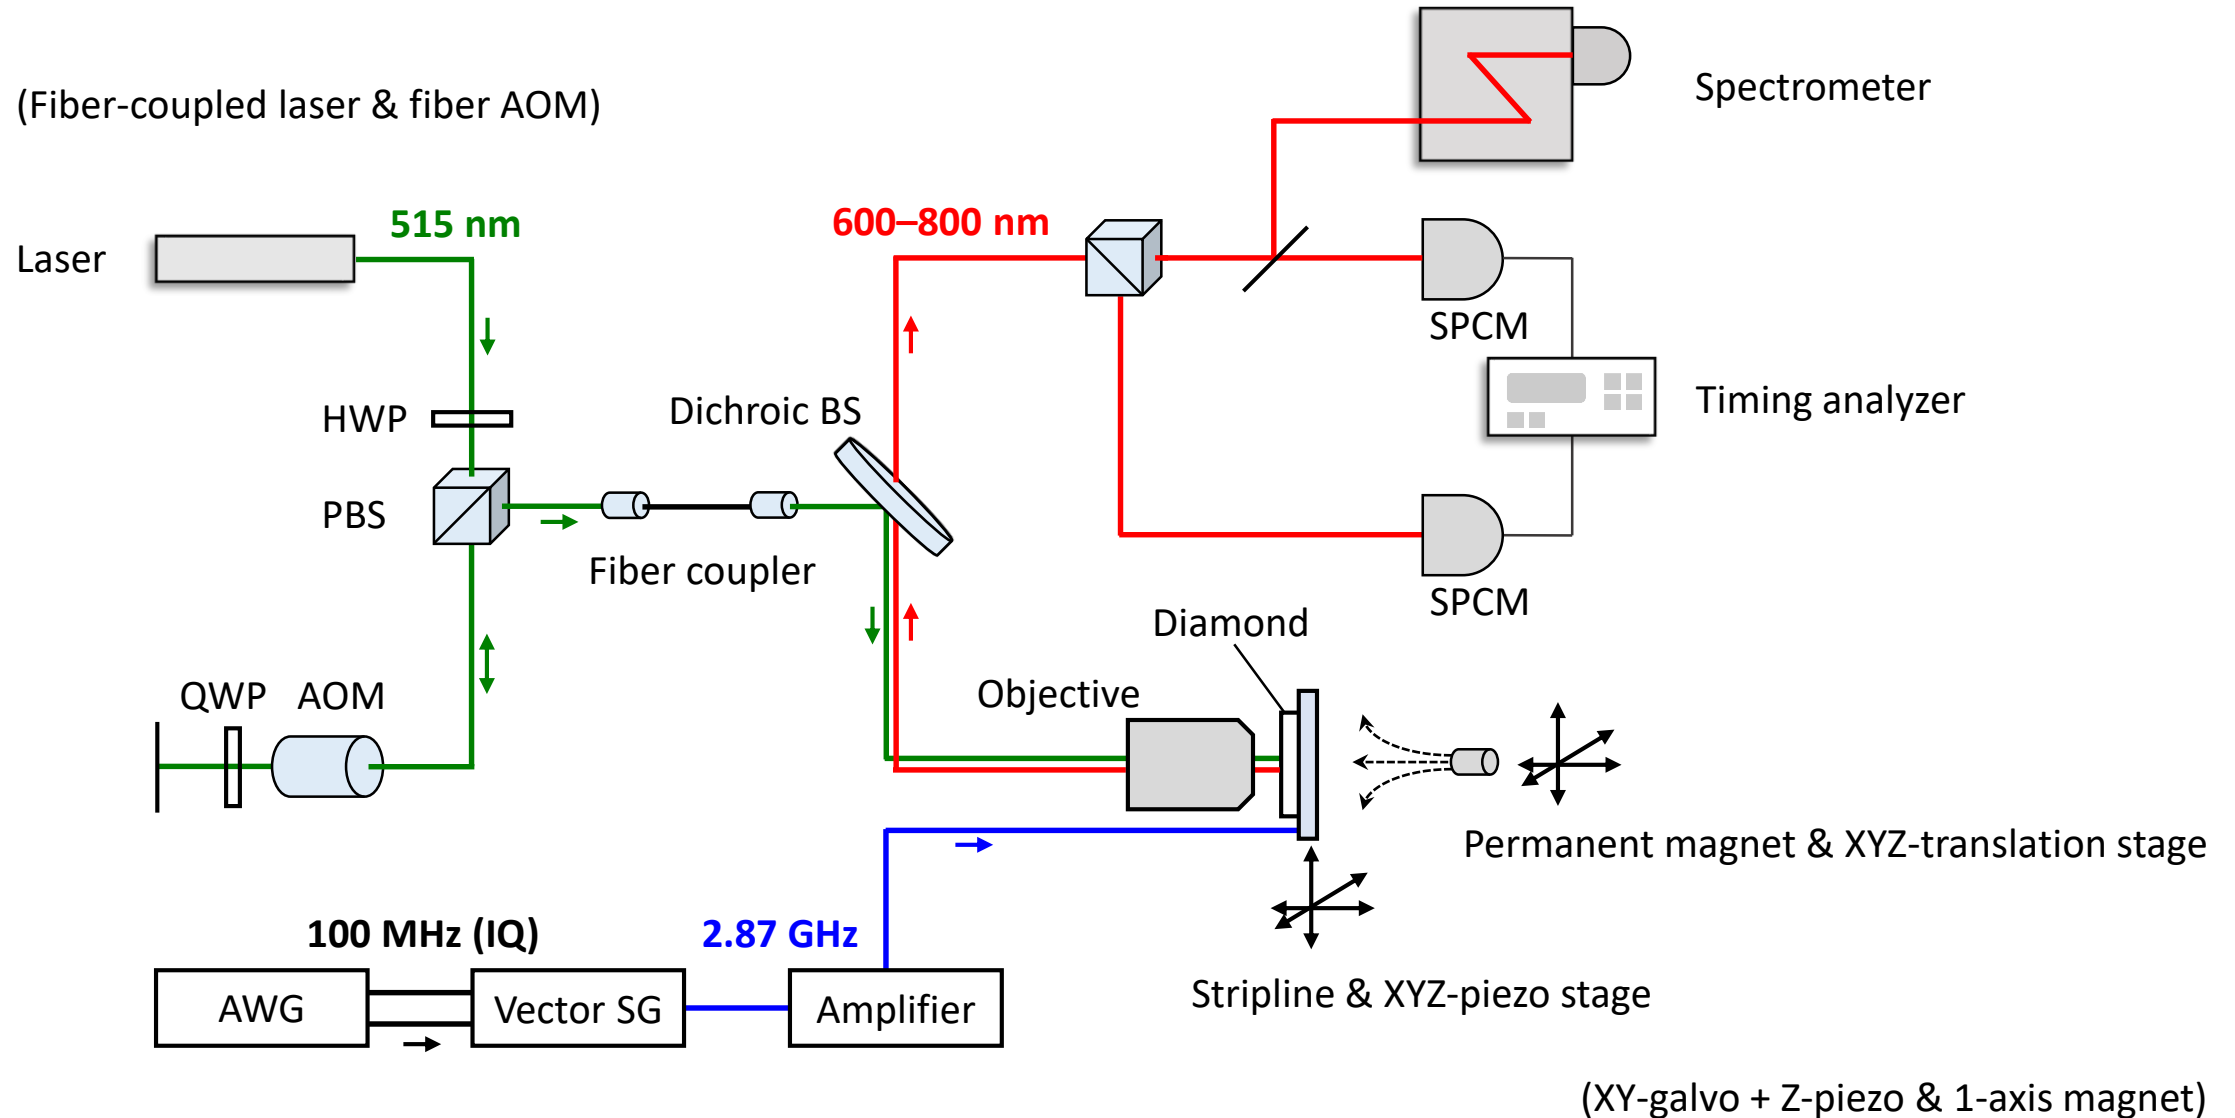 (Fiber-coupled laser & fiber AOM)
Spectrometer
515 nm
600–800 nm
Laser
SPCM
HWP
Dichroic BS
Timing analyzer
PBS
Fiber coupler
SPCM
Diamond
QWP
AOM
Objective
Permanent magnet & XYZ-translation stage
100 MHz (IQ)
2.87 GHz
Stripline & XYZ-piezo stage
AWG
Vector SG
Amplifier
(XY-galvo + Z-piezo & 1-axis magnet)